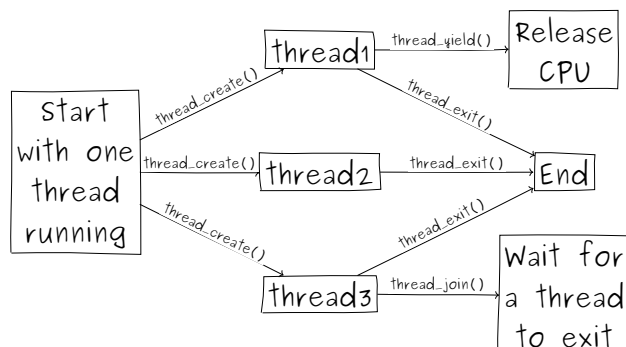 Start
with one
thread
running
thread_create()
thread_create()
thread_create()
thread1
thread2
thread3
thread_yield()
thread_exit()
thread_exit()
thread_exit()
thread_join()
Release
CPU
End
Wait for
a thread
to exit